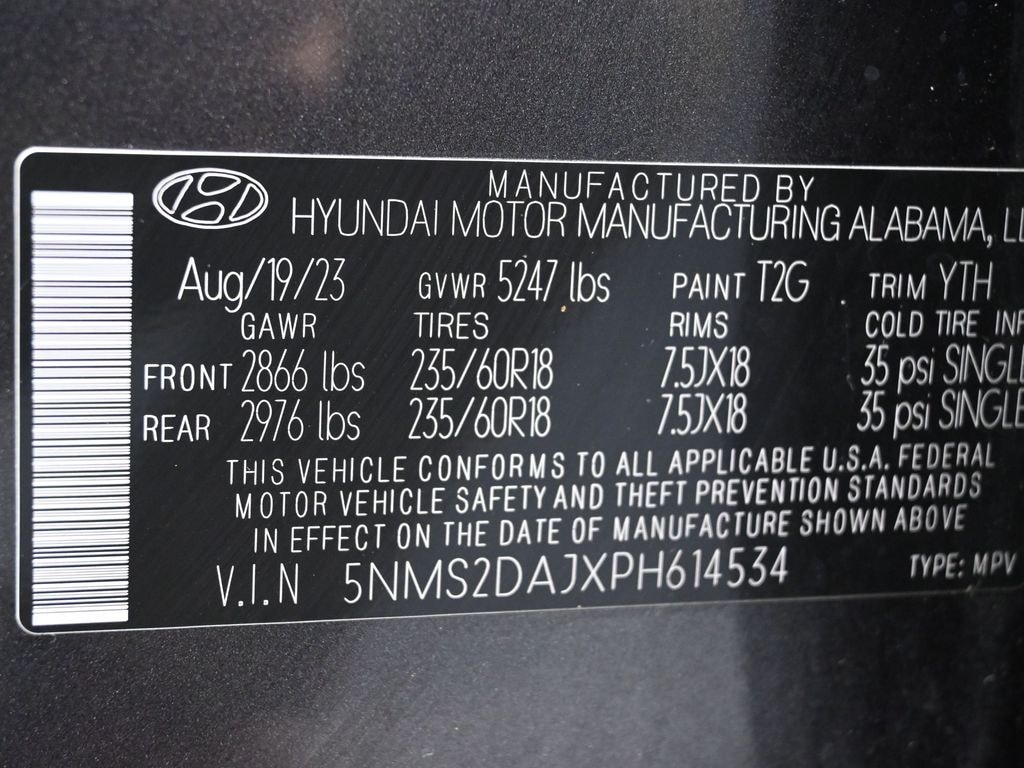 MANUFACTURED BY
HYUNDAI MOTOR MANUFACTURING ALABAMA,
Aug/19/23 GVWR 5247 lbs PAINT T2G TRIM YTH
GAWR TIRES RIMS COLD TIRE INF
FRONT 2866 lbs 235/60R18 7.5JX18 35 psi SINGLE
REAR 2976 lbs 235/60R18 7.5JX18 35 psi SINGLE
THIS VEHICLE CONFORMS TO ALL APPLICABLE U.S.A. FEDERAL
MOTOR VEHICLE SAFETY AND THEFT PREVENTION STANDARDS
IN EFFECT ON THE DATE OF MANUFACTURE SHOWN ABOVE
V.I.N 5NMS2DAJXPH614534 TYPE: MPV